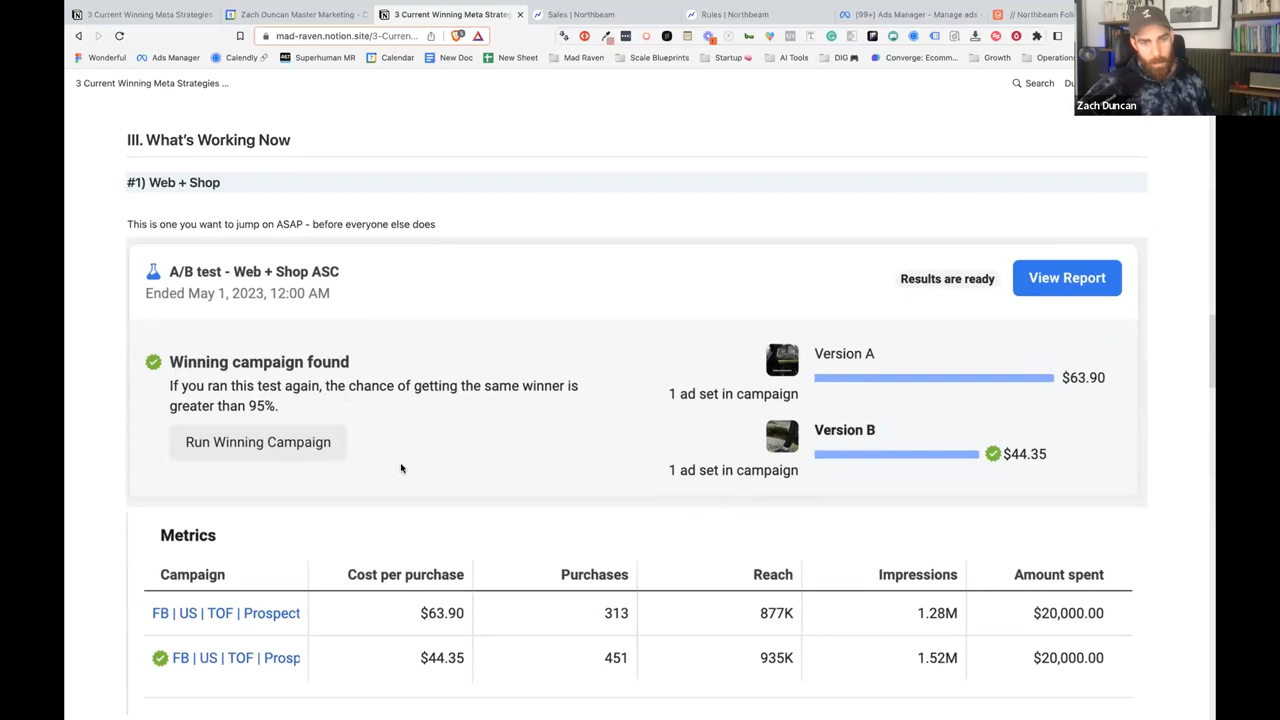 3 Current Winning Meta Strategies
Zach Duncan Master Marketing - C
3 Current Winning Meta Strateg
Sales | Northbeam
Rules | Northbeam
(99+) Ads Manager - Manage ads -
// Northbeam Foll
mad-raven.notion.site/3-Curren...
Wonderful
Ads Manager
Calendly
Superhuman MR
Calendar
New Doc
New Sheet
Mad Raven
Scale Blueprints
Startup
AI Tools
DIG
Converge: Ecomm...
Growth
Operations
3 Current Winning Meta Strategies ...
Search
Du
Zach Duncan
III. What's Working Now
#1) Web + Shop
This is one you want to jump on ASAP - before everyone else does
A/B test - Web + Shop ASC
Ended May 1, 2023, 12:00 AM
Results are ready
View Report
Winning campaign found
If you ran this test again, the chance of getting the same winner is
greater than 95%.
Run Winning Campaign
Version A
$63.90
1 ad set in campaign
Version B
$44.35
1 ad set in campaign
Metrics
Campaign Cost per purchase Purchases Reach Impressions Amount spent
FB | US | TOF | Prospect $63.90 313 877K 1.28M $20,000.00
FB | US | TOF | Prosp $44.35 451 935K 1.52M $20,000.00